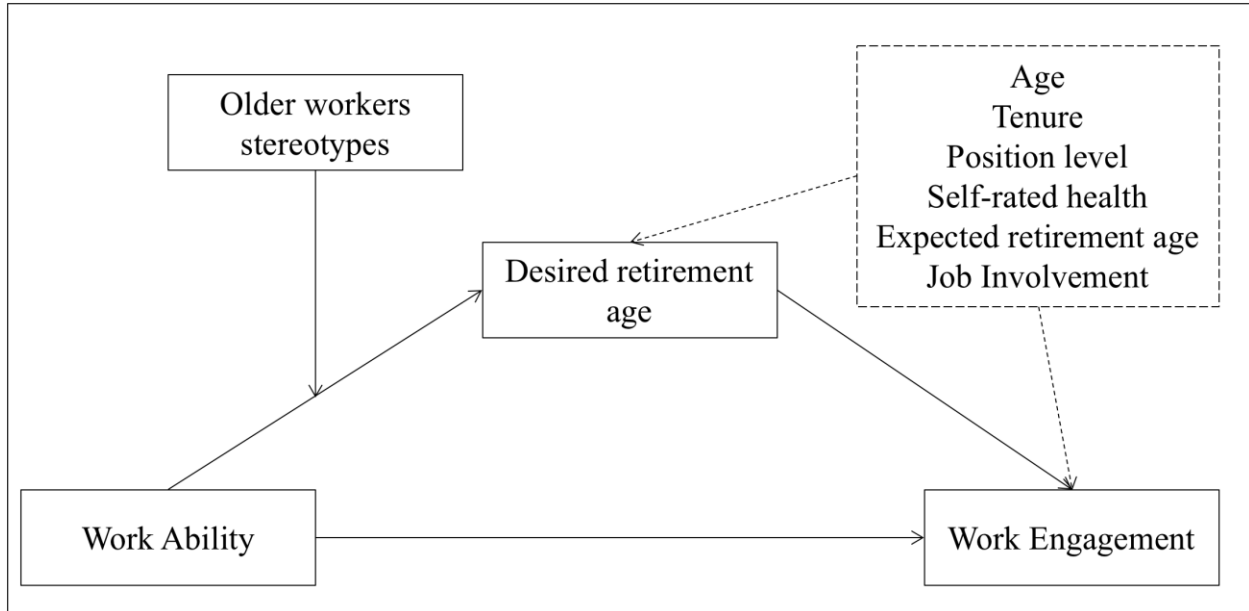 Older workers
stereotypes
Age
Tenure
Position level
Self-rated health
Expected retirement age
Job Involvement
Desired retirement
age
Work Ability
Work Engagement